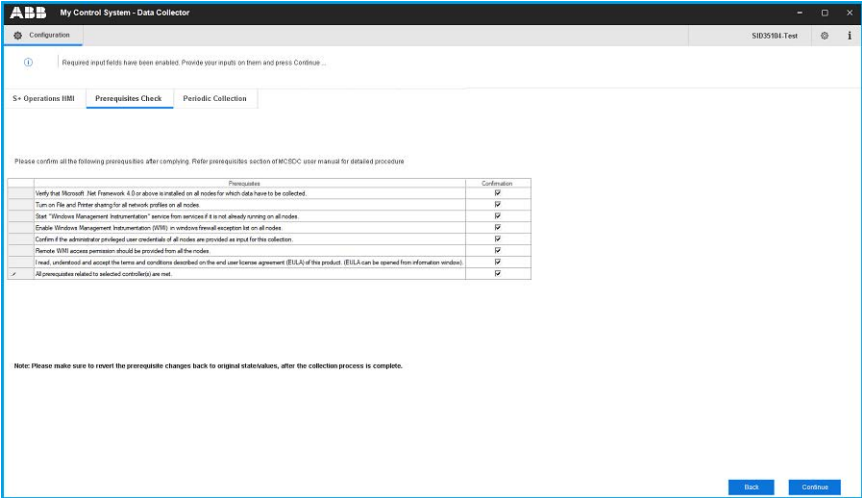 ABB My Control System - Data Collector
Configuration SID35104-Test i
i Required input fields have been enabled. Provide your inputs on them and press Continue ...
S+ Operations HMI Prerequisites Check Periodic Collection
Please confirm all the following prerequisities after complying. Refer prerequisites section of MCSDC user manual for detailed procedure
Prerequisites Confirmation
Verify that Microsoft .Net Framework 4.0 or above is installed on all nodes for which data have to be collected.
Turn on File and Printer sharing for all network profiles on all nodes.
Start "Windows Management Instrumentation" service from services if it is not already running on all nodes.
Enable Windows Management Instrumentation (WMI) in windows firewall exception list on all nodes.
Confirm if the administrator privileged user credentials of all nodes are provided as input for this collection.
Remote WMI access permission should be provided from all the nodes.
I read, understood and accept the terms and conditions described on the end user license agreement (EULA) of this product. (EULA can be opened from information window).
All prerequisites related to selected controller(s) are met.
Note: Please make sure to revert the prerequisite changes back to original state/values, after the collection process is complete.
Back Continue